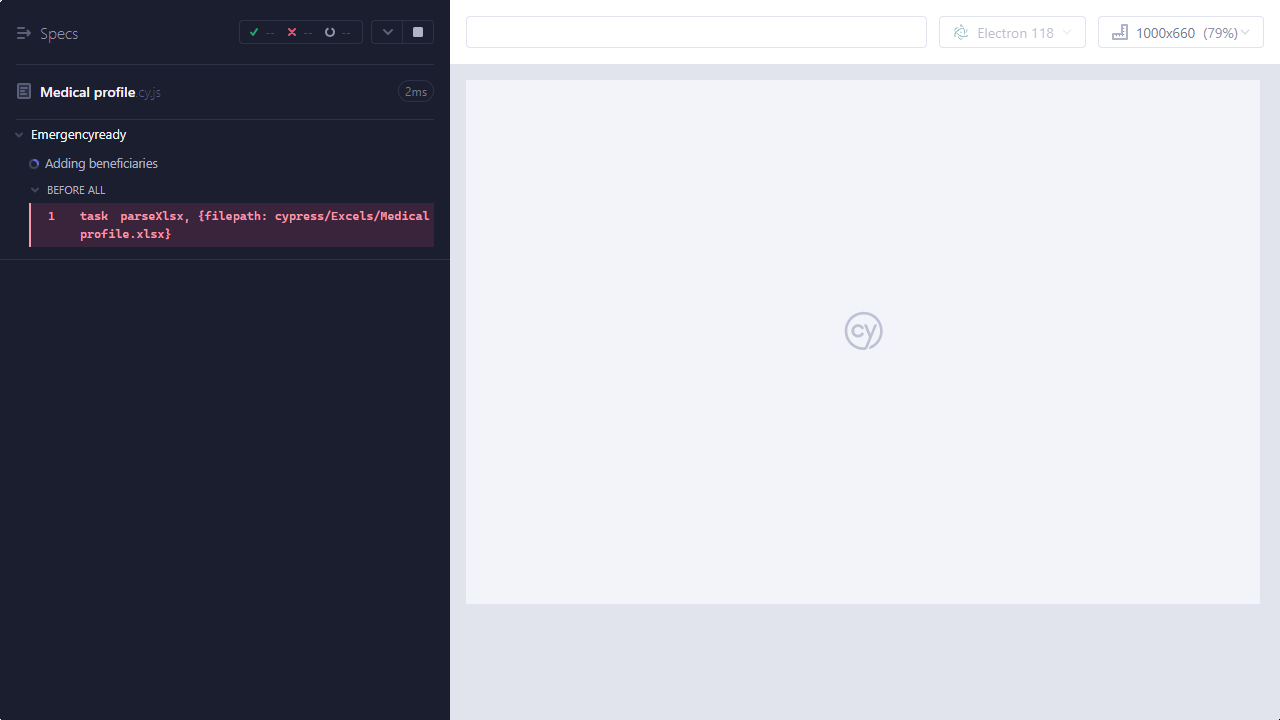 Specs
-- -- --
Electron 118
1000x660 (79%)
Medical profile.cy.js
2ms
Emergencyready
Adding beneficiaries
BEFORE ALL
1 task parseXlsx, {filepath: cypress/Excels/Medical
profile.xlsx}
cy